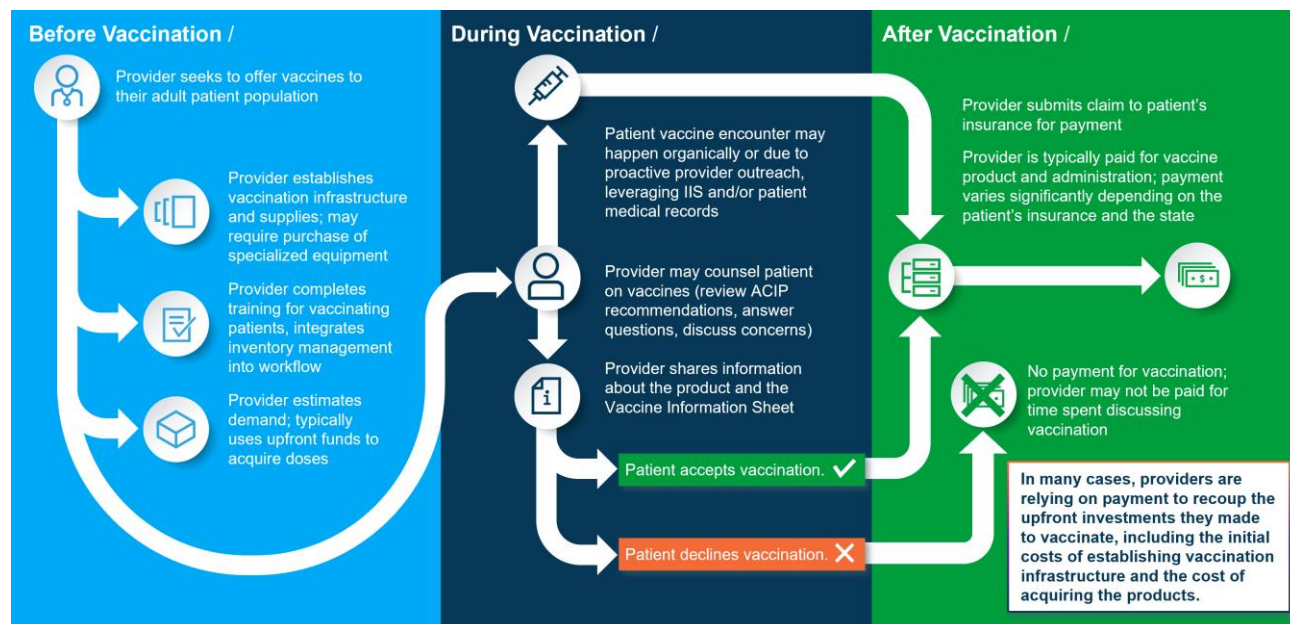 Before Vaccination /
Provider seeks to offer vaccines to
their adult patient population
Provider establishes
vaccination infrastructure
and supplies; may
require purchase of
specialized equipment
Provider completes
training for vaccinating
patients, integrates
inventory management
into workflow
Provider estimates
demand; typically
uses upfront funds to
acquire doses
During Vaccination /
Patient vaccine encounter may
happen organically or due to
proactive provider outreach,
leveraging IIS and/or patient
medical records
Provider may counsel patient
on vaccines (review ACIP
recommendations, answer
questions, discuss concerns)
Provider shares information
about the product and the
Vaccine Information Sheet
Patient accepts vaccination.
Patient declines vaccination.
After Vaccination /
Provider submits claim to patient's
insurance for payment
Provider is typically paid for vaccine
product and administration; payment
varies significantly depending on the
patient's insurance and the state
No payment for vaccination;
provider may not be paid for
time spent discussing
vaccination
In many cases, providers are
relying on payment to recoup the
upfront investments they made
to vaccinate, including the initial
costs of establishing vaccination
infrastructure and the cost of
acquiring the products.